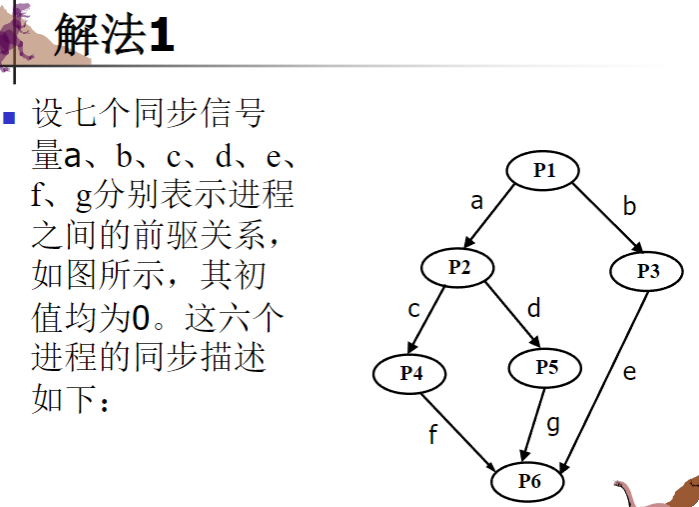 解法1
设七个同步信号
量a、b、c、d、e、
f、g分别表示进程
之间的前驱关系，
如图所示，其初
值均为0。这六个
进程的同步描述
如下：
P1
a
b
P2
P3
c
d
P4
P5
e
f
g
P6